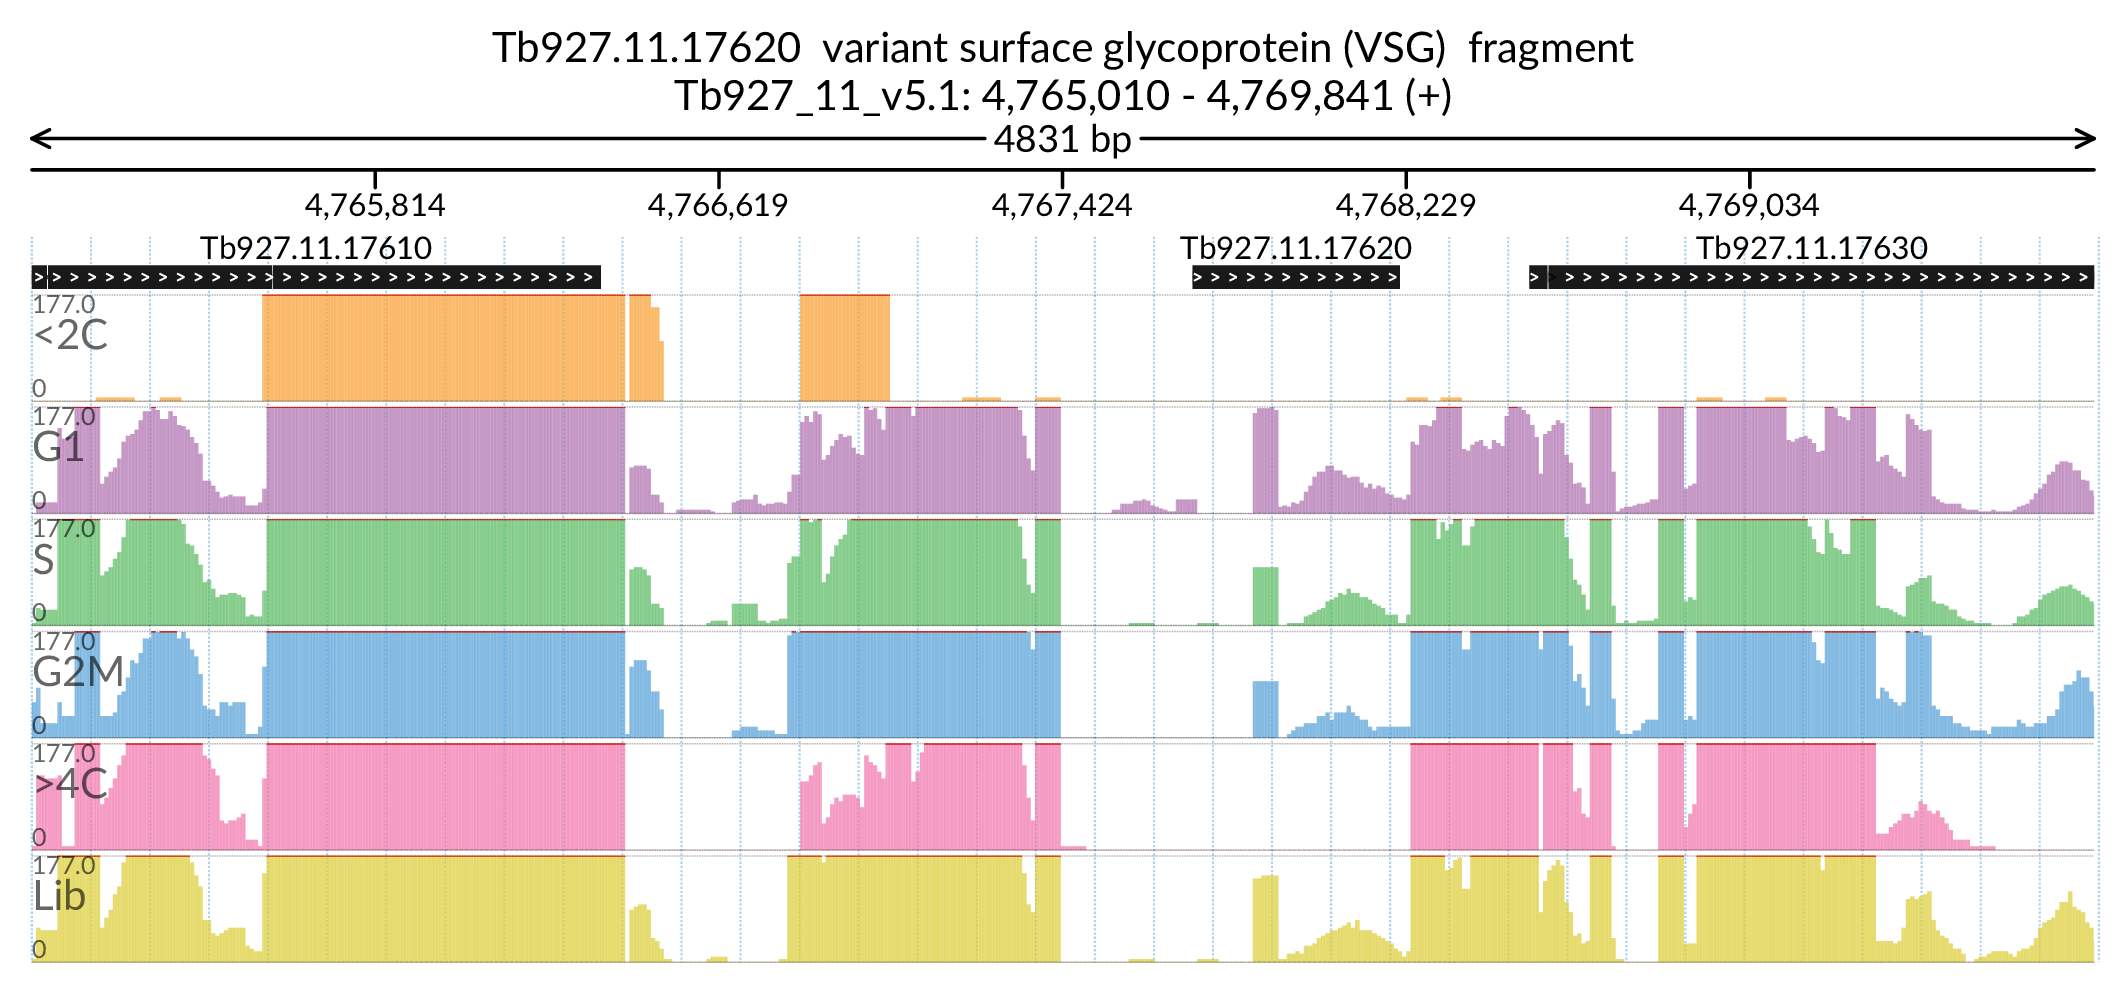 Tb927.11.17620  variant surface glycoprotein (VSG)  fragment
Tb927_11_v5.1: 4,765,010 - 4,769,841 (+)
4831 bp
4,765,814 4,766,619 4,767,424 4,768,229 4,769,034
Tb927.11.17610 Tb927.11.17620 Tb927.11.17630
177.0
<2C
0
177.0
G1
0
177.0
S
0
177.0
G2M
0
177.0
>4C
0
177.0
Lib
0